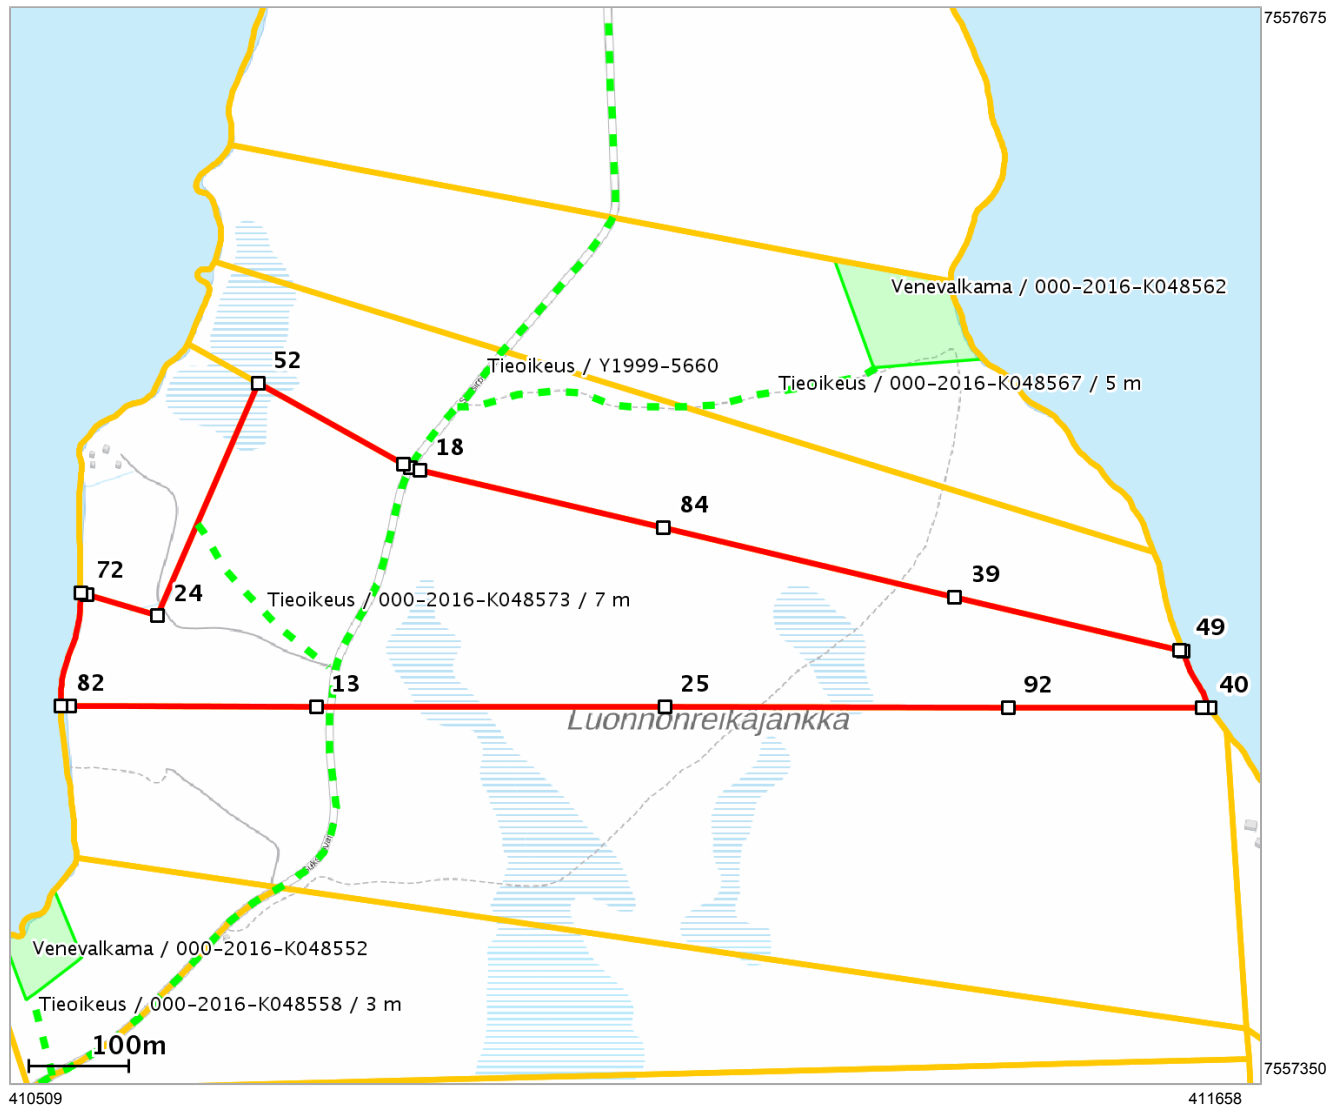 7557675
Venevalkama / 000-2016-K048562
52
Tieoikeus / Y1999-5660
Tieoikeus / 000-2016-K048567 / 5 m
18
84
72
39
24
Tieoikeus / 000-2016-K048573 / 7 m
49
82
13
25
92
40
Luonnonreikäjänkkä
Venevalkama / 000-2016-K048552
Tieoikeus / 000-2016-K048558 / 3 m
100m
7557350
410509
411658